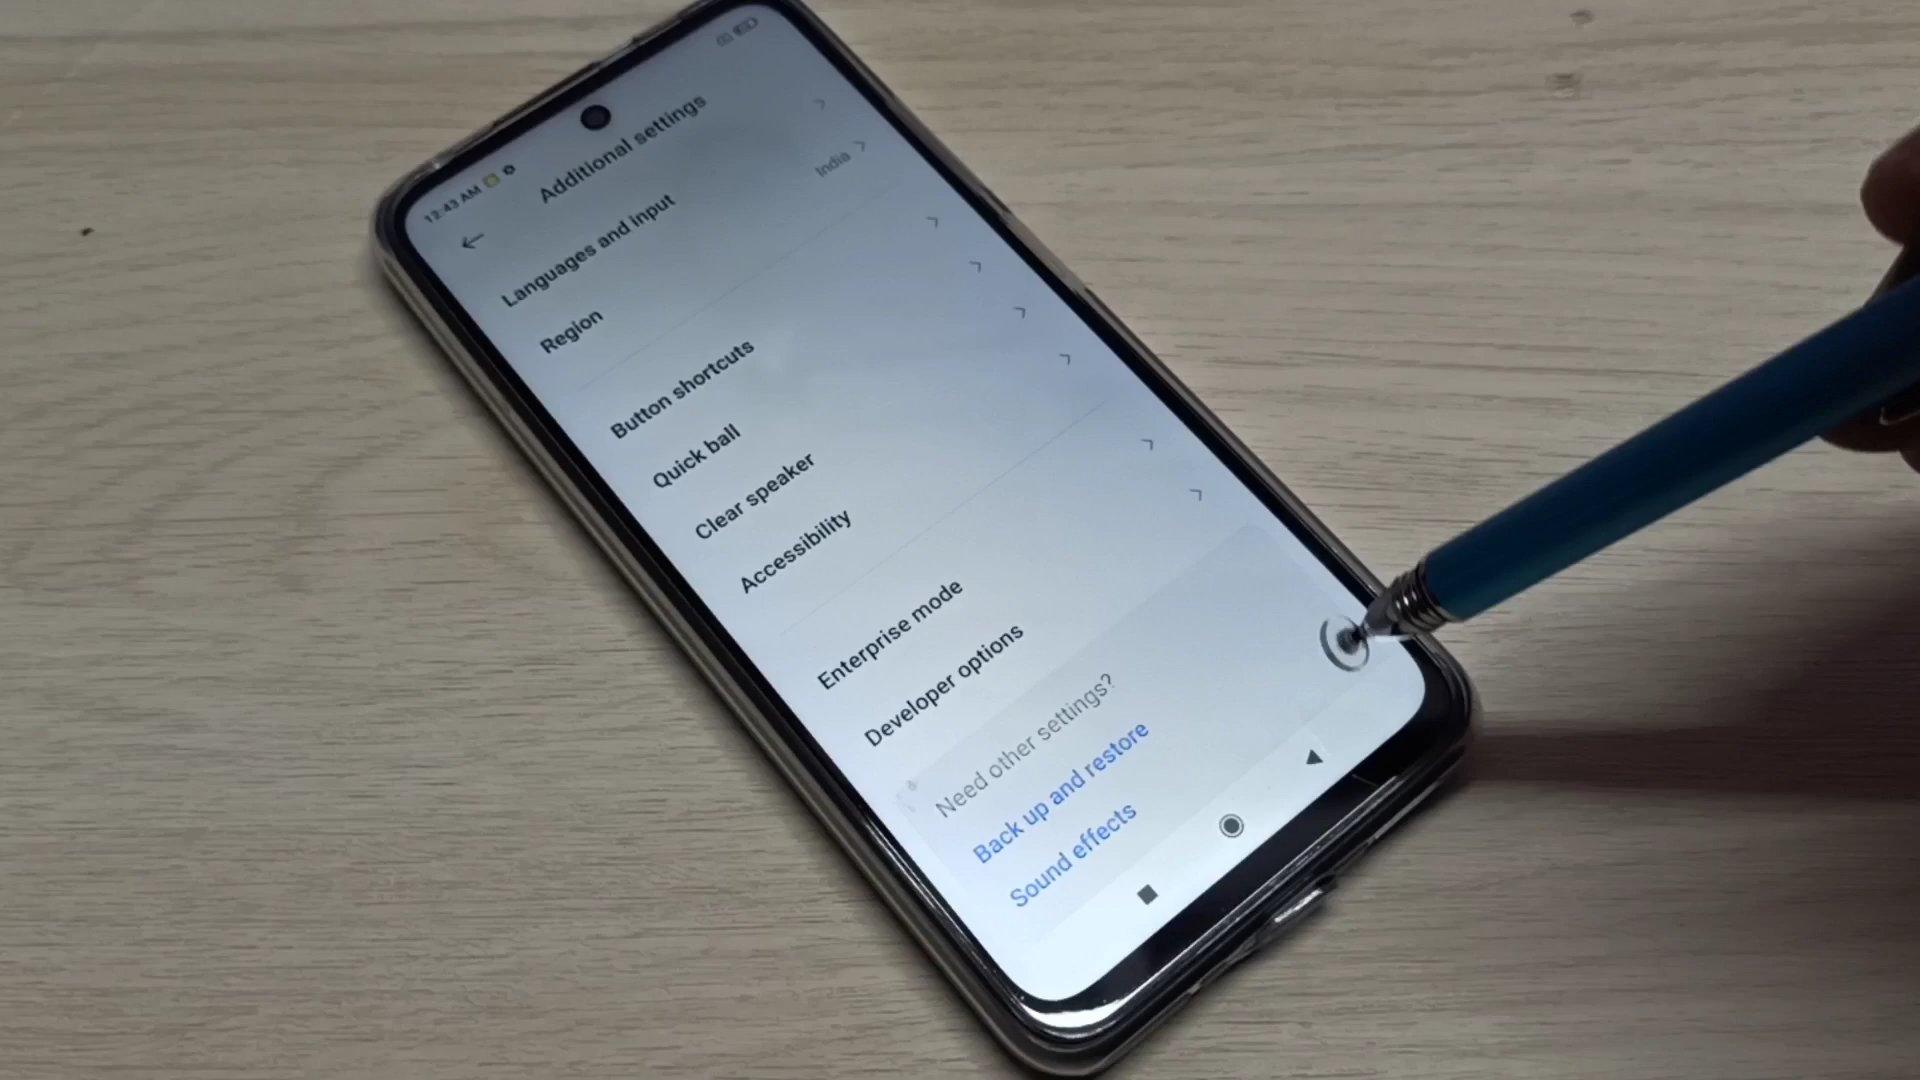 12:43 AM
Additional settings
Languages and input
Region India
Button shortcuts
Quick ball
Clear speaker
Accessibility
Enterprise mode
Developer options
Need other settings?
Back up and restore
Sound effects